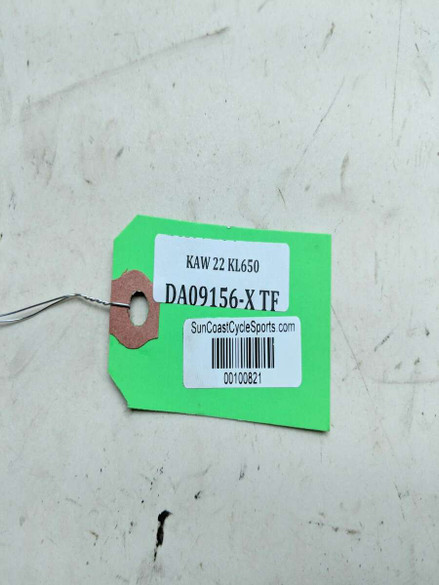 KAW 22 KL650
DA09156-X TF
SunCoastCycleSports.com
00100821